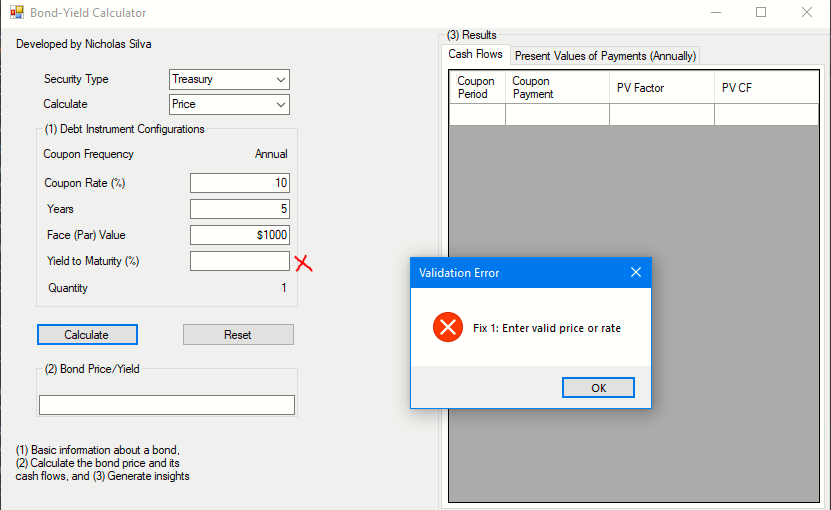 Bond-Yield Calculator
Developed by Nicholas Silva
Security Type Treasury
Calculate Price
(1) Debt Instrument Configurations
Coupon Frequency Annual
Coupon Rate (%) 10
Years 5
Face (Par) Value $1000
Yield to Maturity (%)
Quantity 1
Calculate Reset
(2) Bond Price/Yield
(1) Basic information about a bond,
(2) Calculate the bond price and its
cash flows, and (3) Generate insights
(3) Results
Cash Flows Present Values of Payments (Annually)
Coupon Period Coupon Payment PV Factor PV CF
Validation Error
Fix 1: Enter valid price or rate
OK